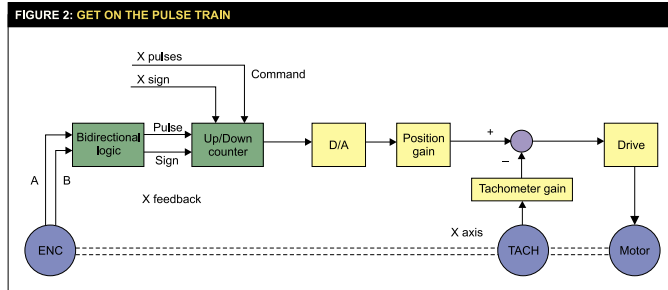 FIGURE 2: GET ON THE PULSE TRAIN
X pulses
X sign
Command
Bidirectional
logic
Pulse
Sign
Up/Down
counter
D/A
Position
gain
+
–
Drive
A
B
X feedback
Tachometer gain
X axis
ENC
TACH
Motor